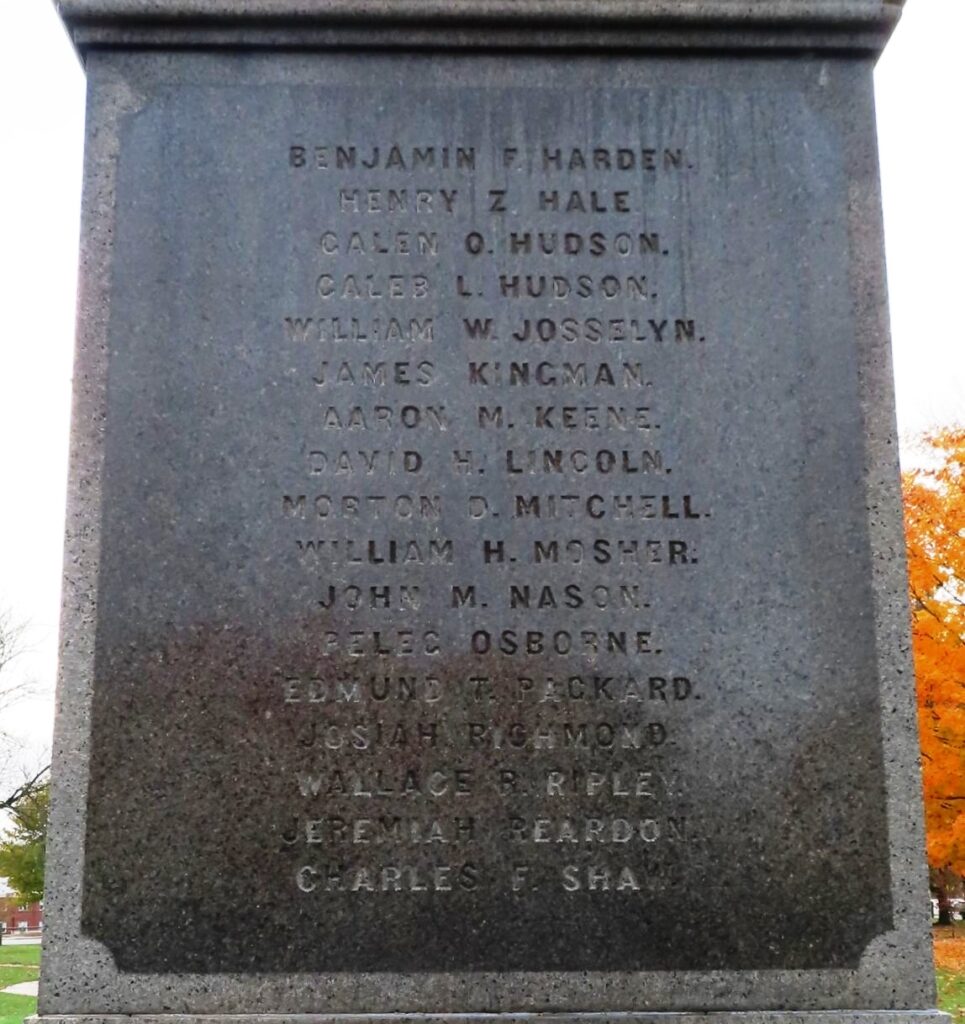 BENJAMIN F. HARDEN.
HENRY Z. HALE
GALEN O. HUDSON.
CALEB L. HUDSON.
WILLIAM W. JOSSELYN.
JAMES KINGMAN.
AARON M. KEENE.
DAVID H. LINCOLN.
MORTON D. MITCHELL.
WILLIAM H. MOSHER.
JOHN M. NASON.
PELEG OSBORNE.
EDMUND T. PACKARD.
JOSIAH RICHMOND.
WALLACE R. RIPLEY.
JEREMIAH REARDON.
CHARLES F. SHAW.